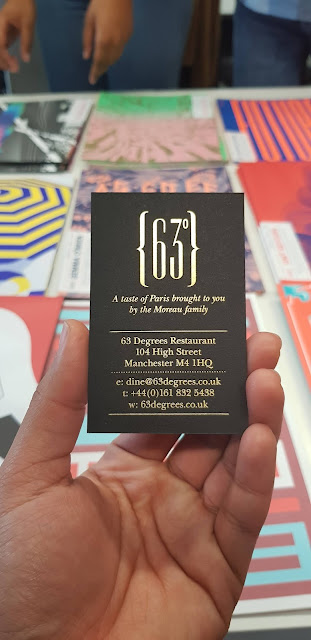 {63°}
A taste of Paris brought to you
by the Moreau family
63 Degrees Restaurant
104 High Street
Manchester M4 1HQ
e: dine@63degrees.co.uk
t: +44(0)161 832 5438
w: 63degrees.co.uk